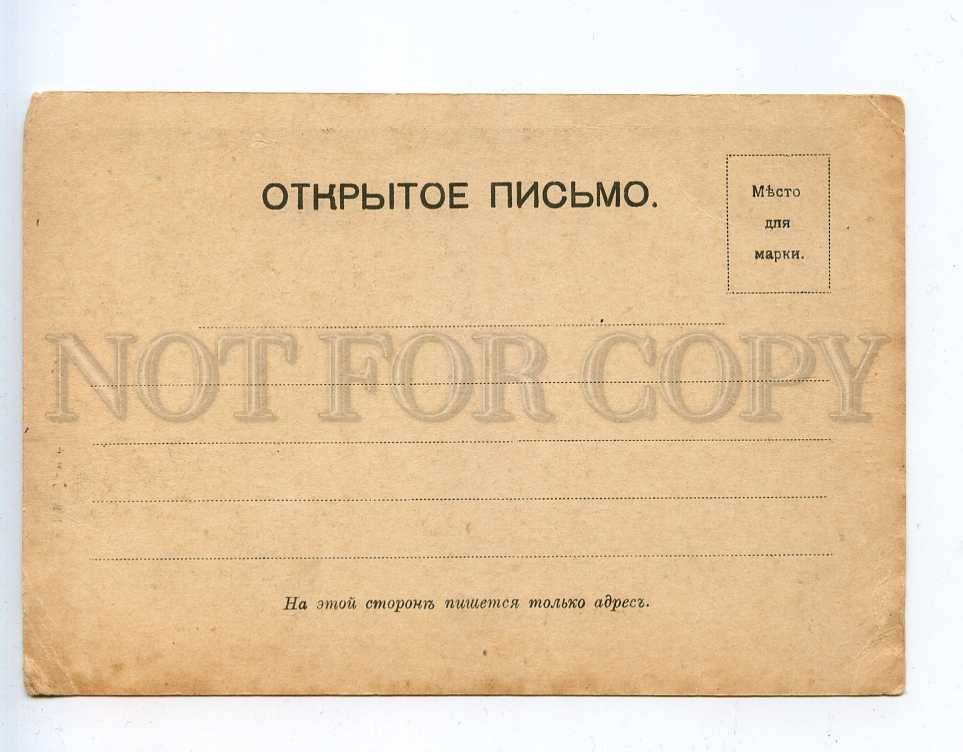 ОТКРЫТОЕ ПИСЬМО.
Мѣсто
для
марки.
NOT FOR COPY
На этой сторонѣ пишется только адресъ.